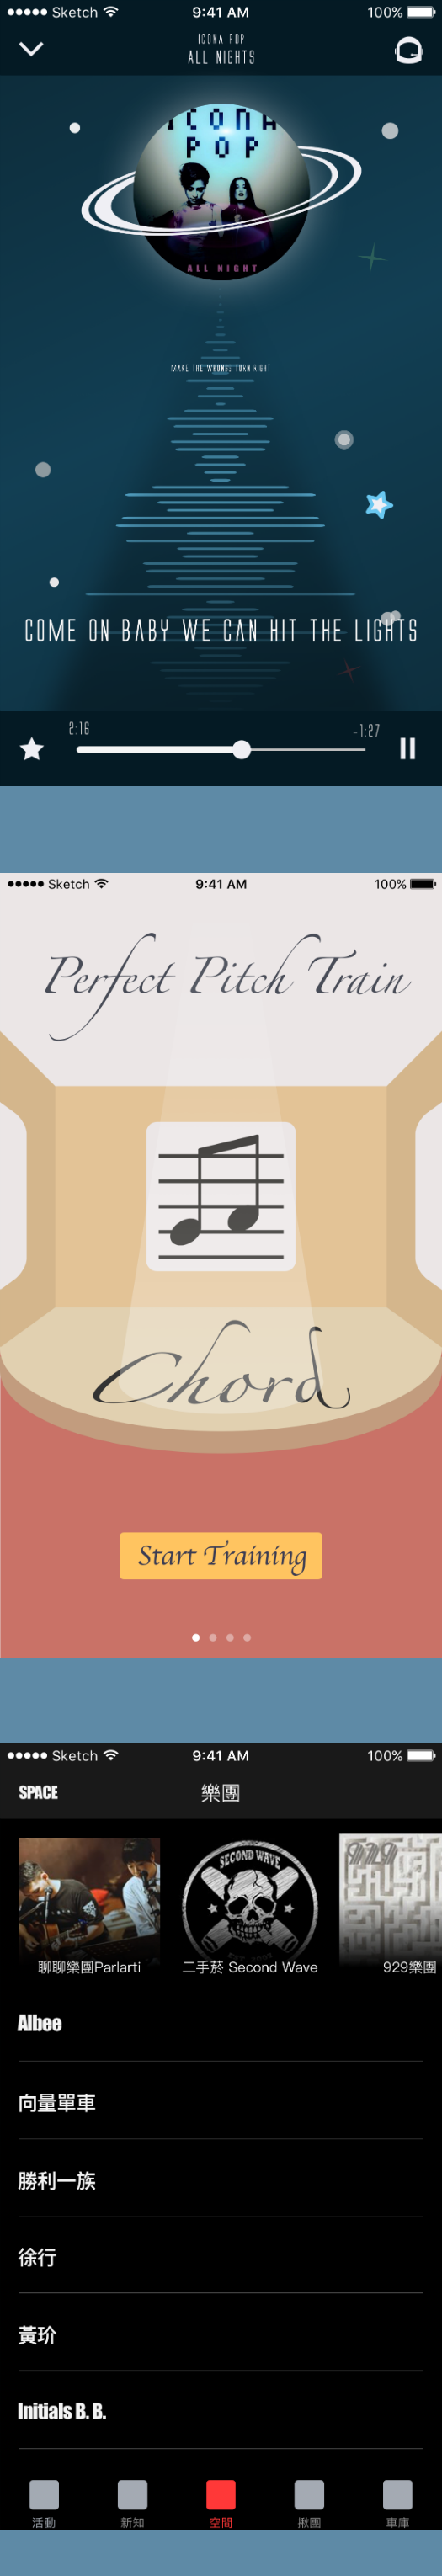 Sketch 9:41 AM 100%
ICONA POP
ALL NIGHTS
ICONA
POP
ALL NIGHT
MAKE THE WRONGS TURN RIGHT
COME ON BABY WE CAN HIT THE LIGHTS
2:16 -1:27
Sketch 9:41 AM 100%
Perfect Pitch Train
Chord
Start Training
Sketch 9:41 AM 100%
SPACE 樂團
SECOND WAVE
929
聊聊樂團Parlarti 二手菸 Second Wave 929樂團
Albee
向量單車
勝利一族
徐行
黃玠
Initials B. B.
活動 新知 空間 揪團 車庫